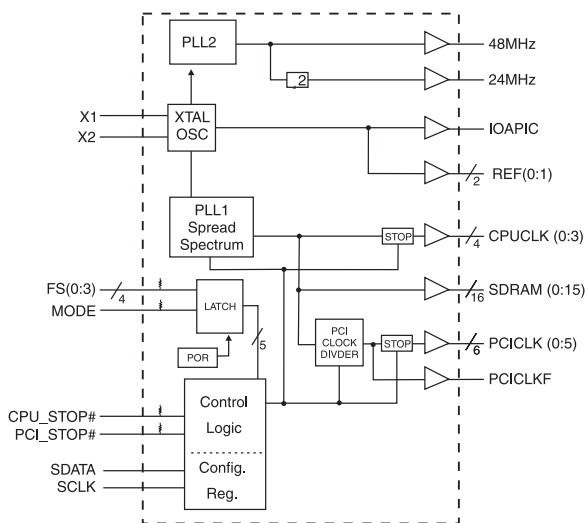 PLL2
48MHz
2
24MHz
X1
X2
XTAL
OSC
IOAPIC
REF(0:1)
2
PLL1
Spread
Spectrum
STOP
CPUCLK (0:3)
4
FS(0:3)
4
MODE
LATCH
SDRAM (0:15)
16
POR
5
PCI
CLOCK
DIVDER
STOP
PCICLK (0:5)
6
PCICLKF
CPU_STOP#
PCI_STOP#
Control
Logic
SDATA
SCLK
Config.
Reg.